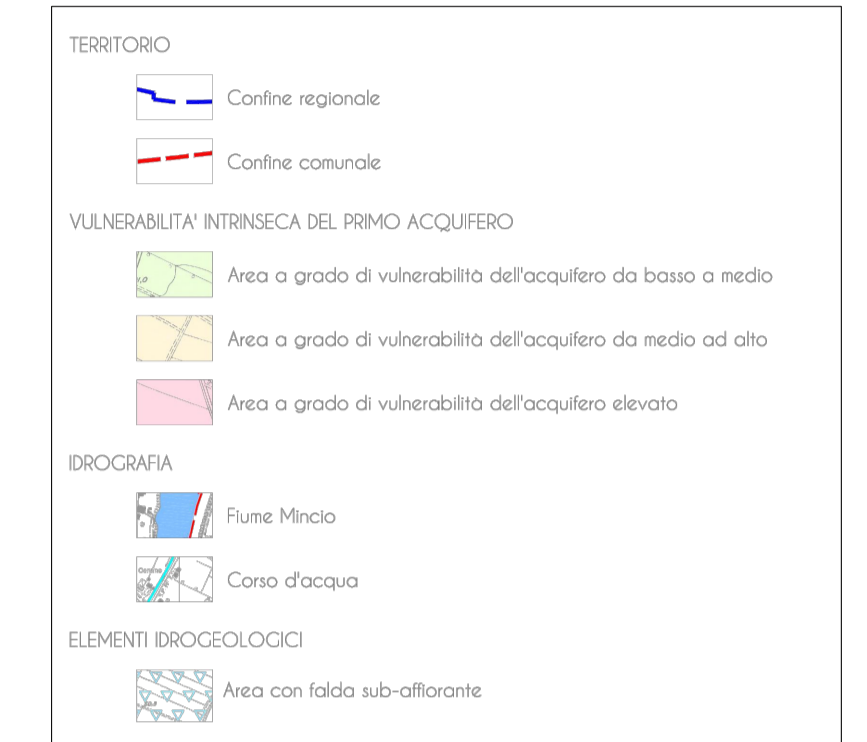 TERRITORIO
Confine regionale
Confine comunale
VULNERABILITA' INTRINSECA DEL PRIMO ACQUIFERO
Area a grado di vulnerabilità dell'acquifero da basso a medio
Area a grado di vulnerabilità dell'acquifero da medio ad alto
Area a grado di vulnerabilità dell'acquifero elevato
IDROGRAFIA
Fiume Mincio
Corso d'acqua
ELEMENTI IDROGEOLOGICI
Area con falda sub-affiorante